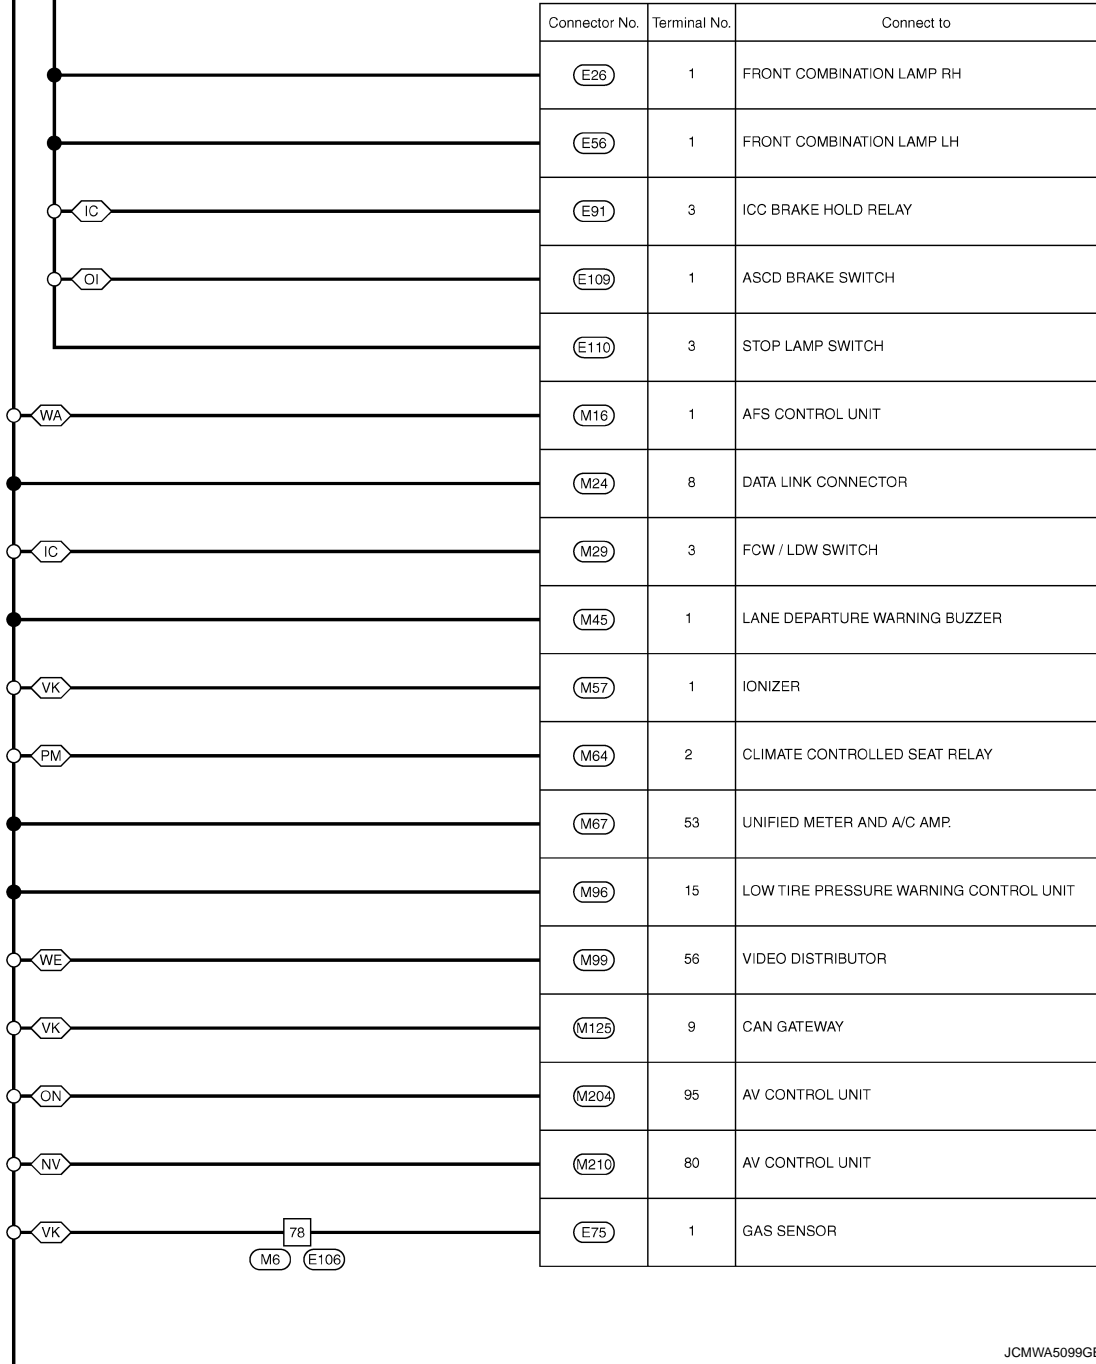 Connector No. Terminal No. Connect to
E26 1 FRONT COMBINATION LAMP RH
E56 1 FRONT COMBINATION LAMP LH
IC E91 3 ICC BRAKE HOLD RELAY
OI E109 1 ASCD BRAKE SWITCH
E110 3 STOP LAMP SWITCH
WA M16 1 AFS CONTROL UNIT
M24 8 DATA LINK CONNECTOR
IC M29 3 FCW / LDW SWITCH
M45 1 LANE DEPARTURE WARNING BUZZER
VK M57 1 IONIZER
PM M64 2 CLIMATE CONTROLLED SEAT RELAY
M67 53 UNIFIED METER AND A/C AMP.
M96 15 LOW TIRE PRESSURE WARNING CONTROL UNIT
WE M99 56 VIDEO DISTRIBUTOR
VK M125 9 CAN GATEWAY
ON M204 95 AV CONTROL UNIT
NV M210 80 AV CONTROL UNIT
VK 78 E75 1 GAS SENSOR
M6 E106
JCMWA5099G